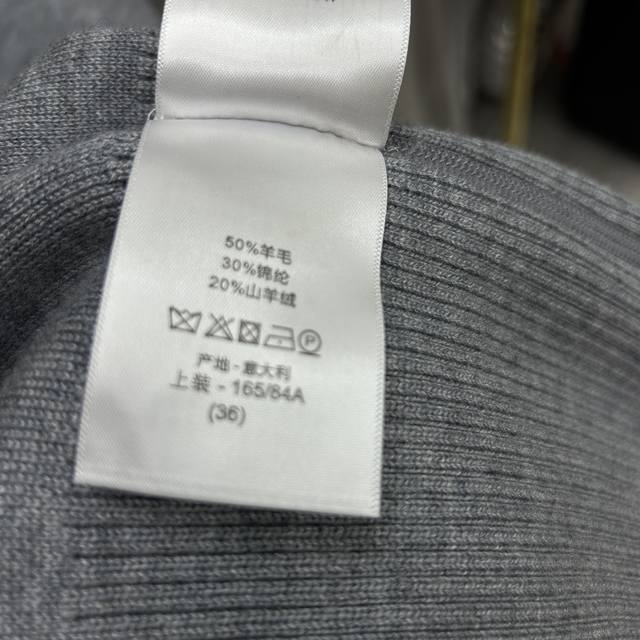 50%羊毛
30%锦纶
20%山羊绒
P
产地 - 意大利
上装 - 165/84A
(36)